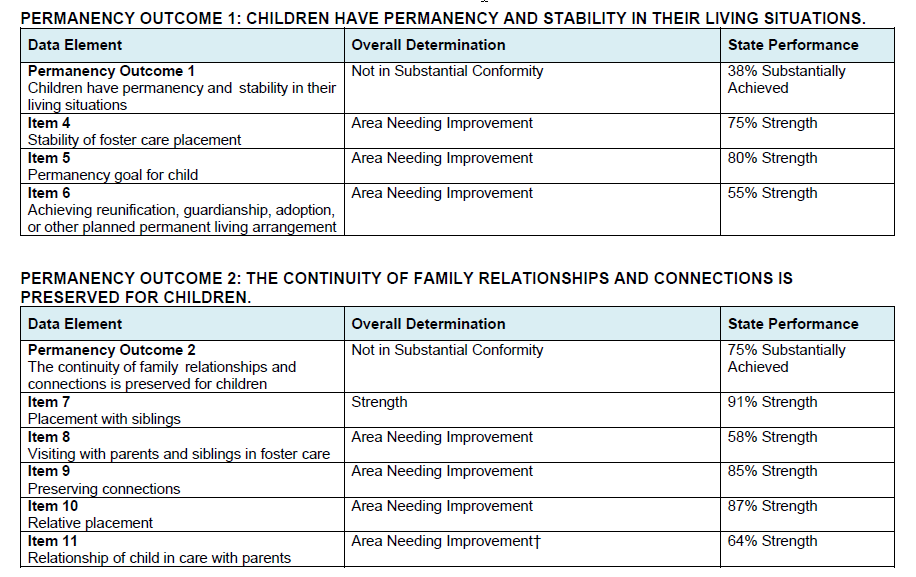 PERMANENCY OUTCOME 1: CHILDREN HAVE PERMANENCY AND STABILITY IN THEIR LIVING SITUATIONS.
Data Element Overall Determination State Performance
Permanency Outcome 1 Not in Substantial Conformity 38% Substantially
Children have permanency and stability in their Achieved
living situations
Item 4 Area Needing Improvement 75% Strength
Stability of foster care placement
Item 5 Area Needing Improvement 80% Strength
Permanency goal for child
Item 6 Area Needing Improvement 55% Strength
Achieving reunification, guardianship, adoption,
or other planned permanent living arrangement
PERMANENCY OUTCOME 2: THE CONTINUITY OF FAMILY RELATIONSHIPS AND CONNECTIONS IS
PRESERVED FOR CHILDREN.
Data Element Overall Determination State Performance
Permanency Outcome 2 Not in Substantial Conformity 75% Substantially
The continuity of family relationships and Achieved
connections is preserved for children
Item 7 Strength 91% Strength
Placement with siblings
Item 8 Area Needing Improvement 58% Strength
Visiting with parents and siblings in foster care
Item 9 Area Needing Improvement 85% Strength
Preserving connections
Item 10 Area Needing Improvement 87% Strength
Relative placement
Item 11 Area Needing Improvement† 64% Strength
Relationship of child in care with parents